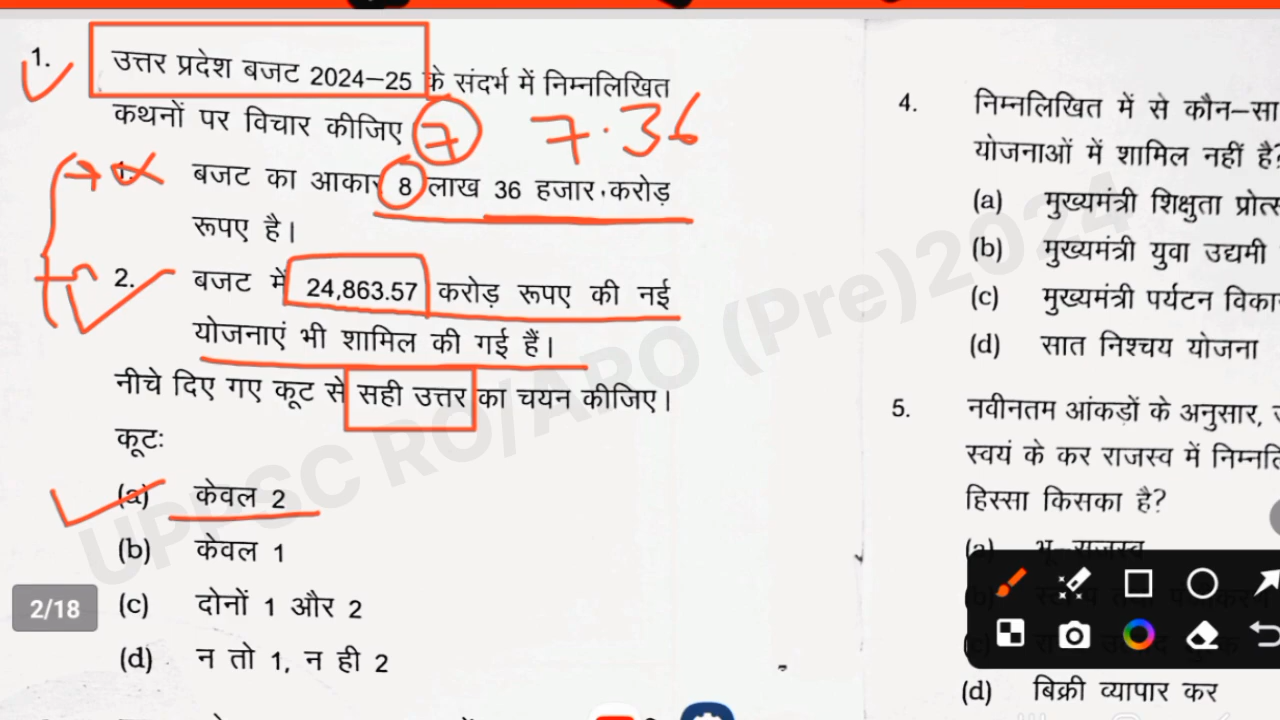 1. उत्तर प्रदेश बजट 2024–25 के संदर्भ में निम्नलिखित
कथनों पर विचार कीजिए 7 7.36
1. बजट का आकार 8 लाख 36 हजार करोड़
रूपए है।
2. बजट में 24,863.57 करोड़ रूपए की नई
योजनाएं भी शामिल की गई हैं।
नीचे दिए गए कूट से सही उत्तर का चयन कीजिए।
कूटः
(a) केवल 2
(b) केवल 1
(c) दोनों 1 और 2
(d) न तो 1, न ही 2
2/18
UPPSC RO/ARO (Pre) 2024
4. निम्नलिखित में से कौन–सा
योजनाओं में शामिल नहीं है?
(a) मुख्यमंत्री शिक्षुता
(b) मुख्यमंत्री युवा उद्यमी
(c) मुख्यमंत्री पर्यटन
(d) सात निश्चय योजना
5. नवीनतम आंकड़ों के अनुसार,
स्वयं के कर राजस्व में
हिस्सा किसका है?
(a) भू–राजस्व
(b)
(c)
(d) बिक्री व्यापार कर